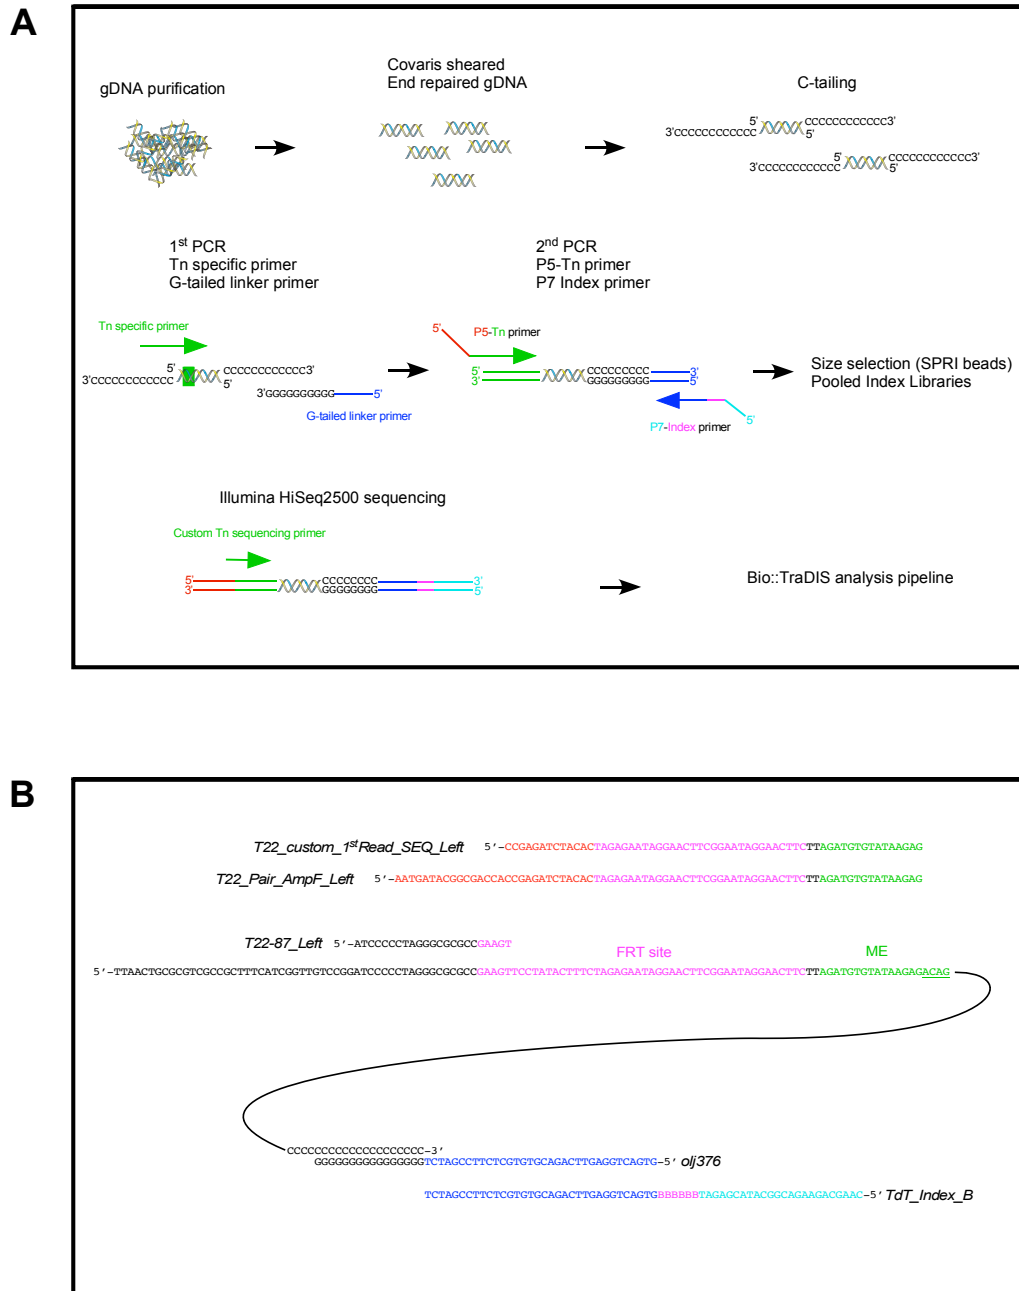 A
gDNA purification
Covaris sheared
End repaired gDNA
C-tailing
5'
CCCCCCCCCCCC3'
3'CCCCCCCCCCCC
5'
5'
CCCCCCCCCCCC3'
3'CCCCCCCCCCCC
5'
1st PCR
Tn specific primer
G-tailed linker primer
2nd PCR
P5-Tn primer
P7 Index primer
Tn specific primer
5'
CCCCCCCCCCCC3'
3'CCCCCCCCCCCC
5'
3'GGGGGGGGGG
5'
G-tailed linker primer
5'
P5-Tn primer
5'
CCCCCCCCC
3'
3'
GGGGGGGGG
5'
P7-Index primer
5'
Size selection (SPRI beads)
Pooled Index Libraries
Illumina HiSeq2500 sequencing
Custom Tn sequencing primer
5'
CCCCCCCC
3'
3'
GGGGGGGG
5'
Bio::TraDIS analysis pipeline
B
T22_custom_1stRead_SEQ_Left 5'-CCGAGATCTACACTAGAGAATAGGAACTTCGGAATAGGAACTTCTTAGATGTGTATAAGAG
T22_Pair_AmpF_Left 5'-AATGATACGGCGACCACCGAGATCTACACTAGAGAATAGGAACTTCGGAATAGGAACTTCTTAGATGTGTATAAGAG
T22-87_Left 5'-ATCCCCCTAGGGCGCGCCGAAGT
FRT site
ME
5'-TTAACTGCGCGTCGCCGCTTTCATCGGTTGTCCGGATCCCCCTAGGGCGCGCCGAAGTTCCTATACTTTCTAGAGAATAGGAACTTCGGAATAGGAACTTCTTAGATGTGTATAAGAGACAG
CCCCCCCCCCCCCCCCCCCC-3'
GGGGGGGGGGGGGGGGTCTAGCCTTCTCGTGTGCAGACTTGAGGTCAGTG-5' olj376
TCTAGCCTTCTCGTGTGCAGACTTGAGGTCAGTGBBBBBBTAGAGCATACGGCAGAAGACGAAC-5' TdT_Index_B